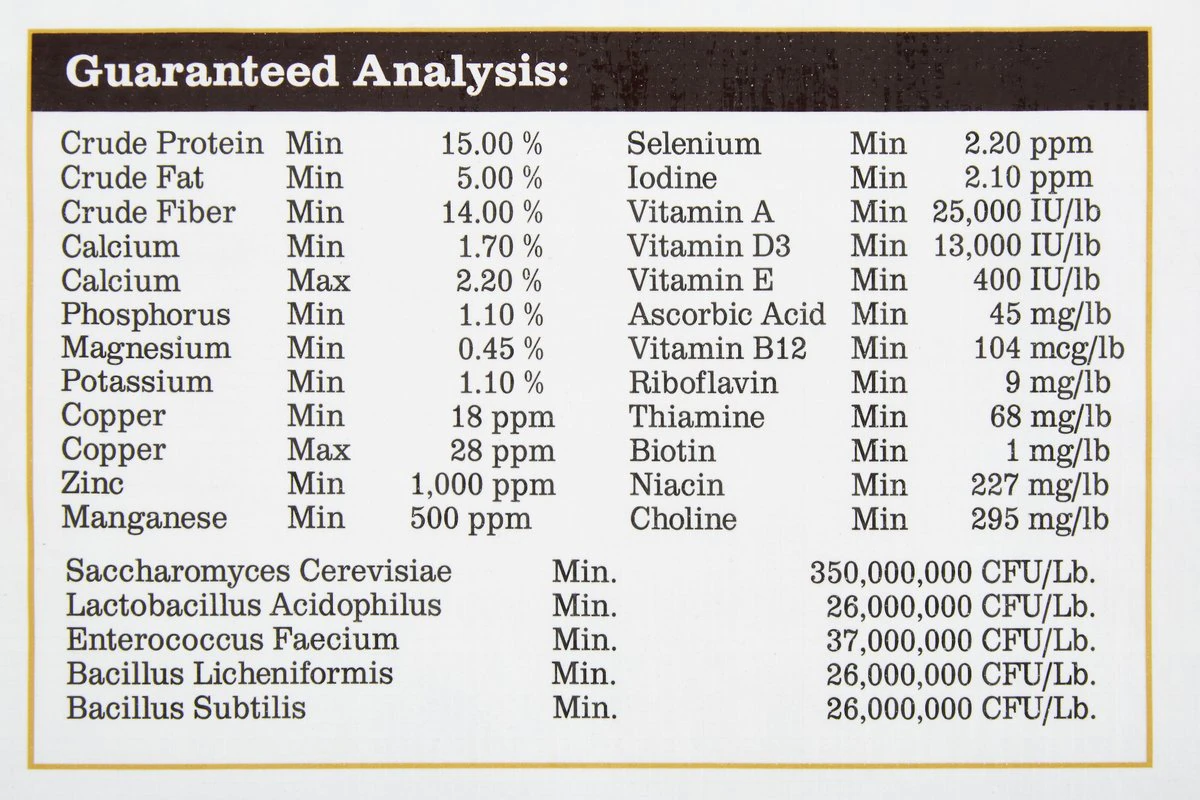 Guaranteed Analysis:
Crude Protein Min 15.00 %
Crude Fat Min 5.00 %
Crude Fiber Min 14.00 %
Calcium Min 1.70 %
Calcium Max 2.20 %
Phosphorus Min 1.10 %
Magnesium Min 0.45 %
Potassium Min 1.10 %
Copper Min 18 ppm
Copper Max 28 ppm
Zinc Min 1,000 ppm
Manganese Min 500 ppm
Selenium Min 2.20 ppm
Iodine Min 2.10 ppm
Vitamin A Min 25,000 IU/lb
Vitamin D3 Min 13,000 IU/lb
Vitamin E Min 400 IU/lb
Ascorbic Acid Min 45 mg/lb
Vitamin B12 Min 104 mcg/lb
Riboflavin Min 9 mg/lb
Thiamine Min 68 mg/lb
Biotin Min 1 mg/lb
Niacin Min 227 mg/lb
Choline Min 295 mg/lb
Saccharomyces Cerevisiae Min. 350,000,000 CFU/Lb.
Lactobacillus Acidophilus Min. 26,000,000 CFU/Lb.
Enterococcus Faecium Min. 37,000,000 CFU/Lb.
Bacillus Licheniformis Min. 26,000,000 CFU/Lb.
Bacillus Subtilis Min. 26,000,000 CFU/Lb.